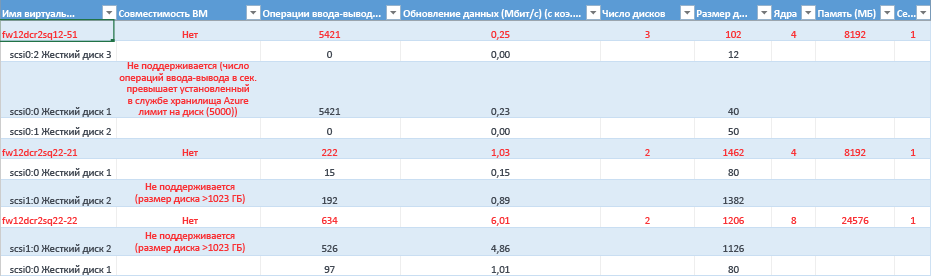 Имя виртуаль... Совместимость ВМ Операции ввода-вывод... Обновление данных (Мбит/с) (с коэ.... Число дисков Размер д... Ядра Память (МБ) Се...
fw12dcr2sq12-51 Нет 5421 0,25 3 102 4 8192 1
scsi0:2 Жесткий диск 3 0 0,00 12
Не поддерживается (число
операций ввода-вывода в сек.
превышает установленный
в службе хранилища Azure
scsi0:0 Жесткий диск 1 лимит на диск (5000)) 5421 0,23 40
scsi0:1 Жесткий диск 2 0 0,00 50
fw12dcr2sq22-21 Нет 222 1,03 2 1462 4 8192 1
scsi0:0 Жесткий диск 1 15 0,15 80
Не поддерживается
scsi1:0 Жесткий диск 2 (размер диска >1023 ГБ) 192 0,89 1382
fw12dcr2sq22-22 Нет 634 6,01 2 1206 8 24576 1
Не поддерживается
scsi1:0 Жесткий диск 2 (размер диска >1023 ГБ) 526 4,86 1126
scsi0:0 Жесткий диск 1 97 1,01 80